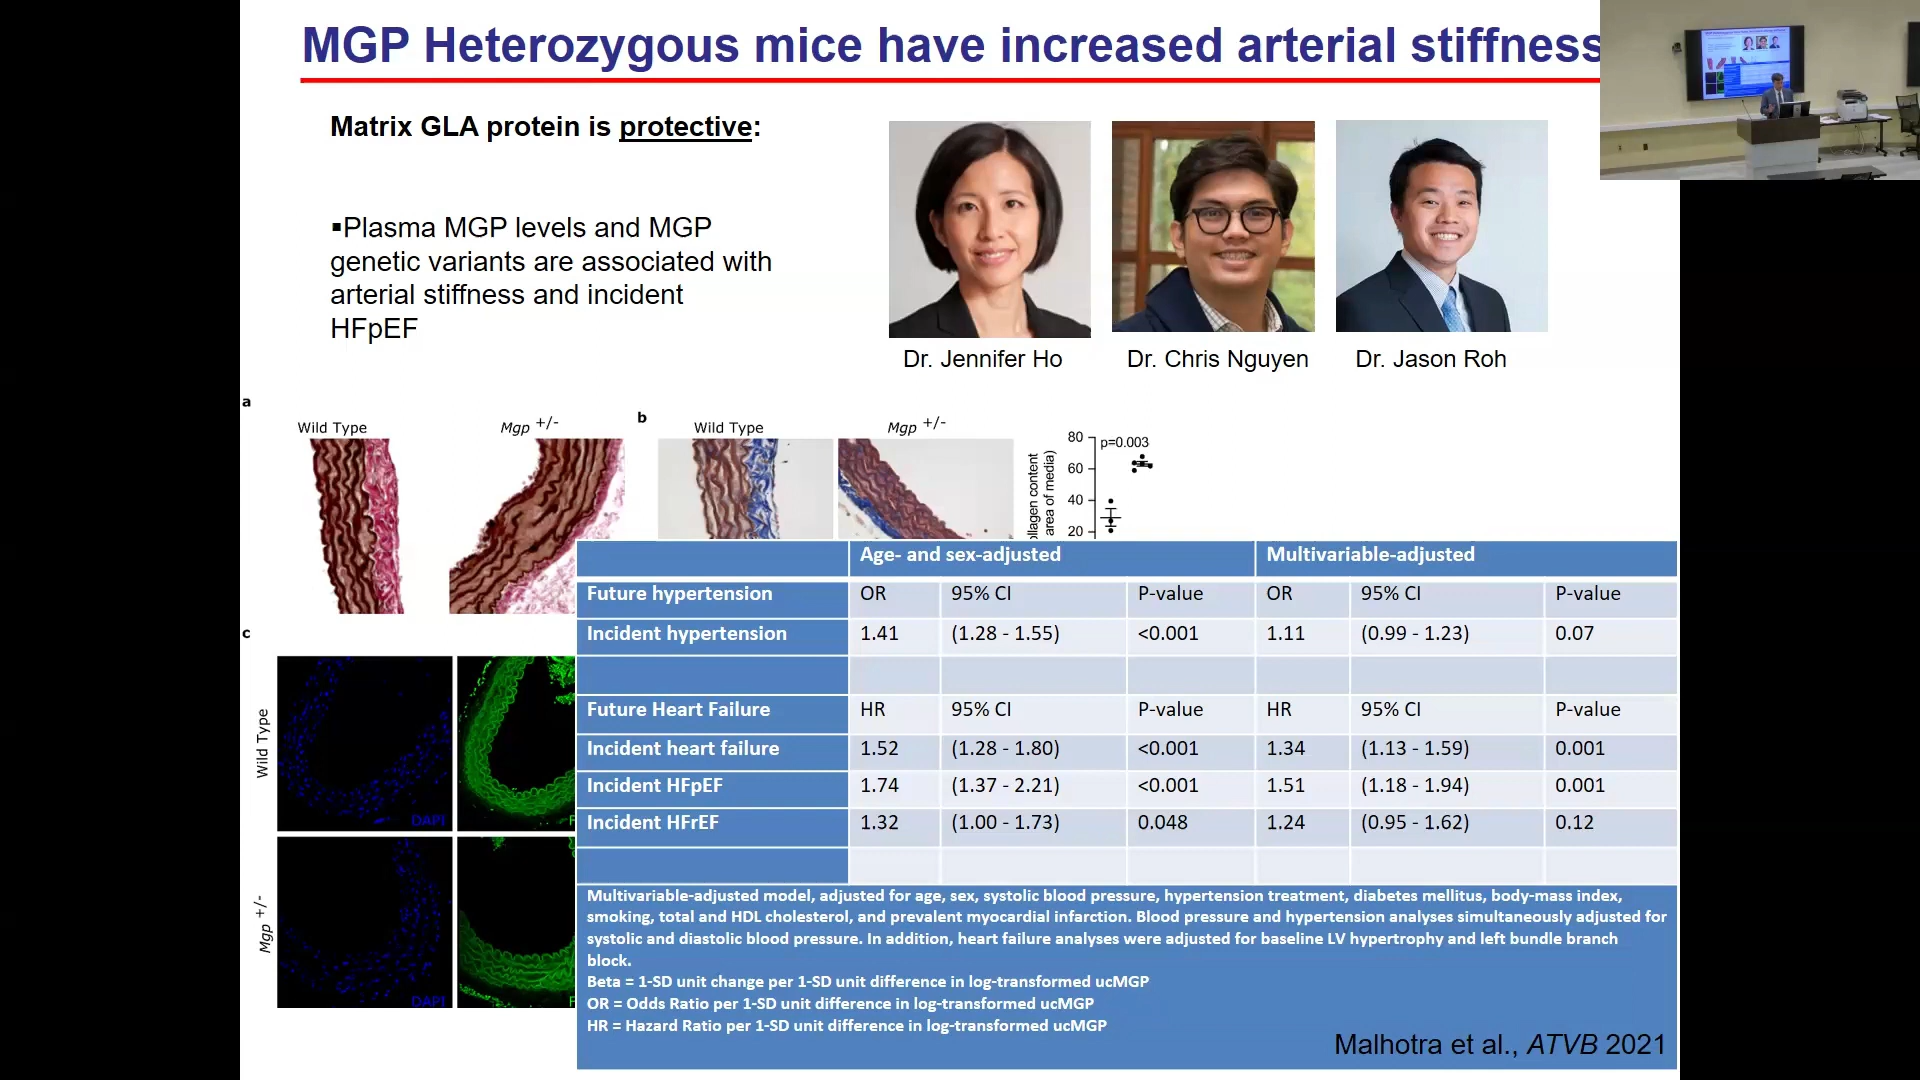 MGP Heterozygous mice have increased arterial stiffness
Matrix GLA protein is protective:
▪Plasma MGP levels and MGP
genetic variants are associated with
arterial stiffness and incident
HFpEF
Dr. Jennifer Ho
Dr. Chris Nguyen
Dr. Jason Roh
a
Wild Type
Mgp +/-
b
Wild Type
Mgp +/-
ollagen content
area of media)
80
60
40
20
p=0.003
c
Wild Type
DAPI
F
Mgp +/-
DAPI
F
Age- and sex-adjusted Multivariable-adjusted
Future hypertension OR 95% CI P-value OR 95% CI P-value
Incident hypertension 1.41 (1.28 - 1.55) <0.001 1.11 (0.99 - 1.23) 0.07
Future Heart Failure HR 95% CI P-value HR 95% CI P-value
Incident heart failure 1.52 (1.28 - 1.80) <0.001 1.34 (1.13 - 1.59) 0.001
Incident HFpEF 1.74 (1.37 - 2.21) <0.001 1.51 (1.18 - 1.94) 0.001
Incident HFrEF 1.32 (1.00 - 1.73) 0.048 1.24 (0.95 - 1.62) 0.12
Multivariable-adjusted model, adjusted for age, sex, systolic blood pressure, hypertension treatment, diabetes mellitus, body-mass index,
smoking, total and HDL cholesterol, and prevalent myocardial infarction. Blood pressure and hypertension analyses simultaneously adjusted for
systolic and diastolic blood pressure. In addition, heart failure analyses were adjusted for baseline LV hypertrophy and left bundle branch
block.
Beta = 1-SD unit change per 1-SD unit difference in log-transformed ucMGP
OR = Odds Ratio per 1-SD unit difference in log-transformed ucMGP
HR = Hazard Ratio per 1-SD unit difference in log-transformed ucMGP
Malhotra et al., ATVB 2021